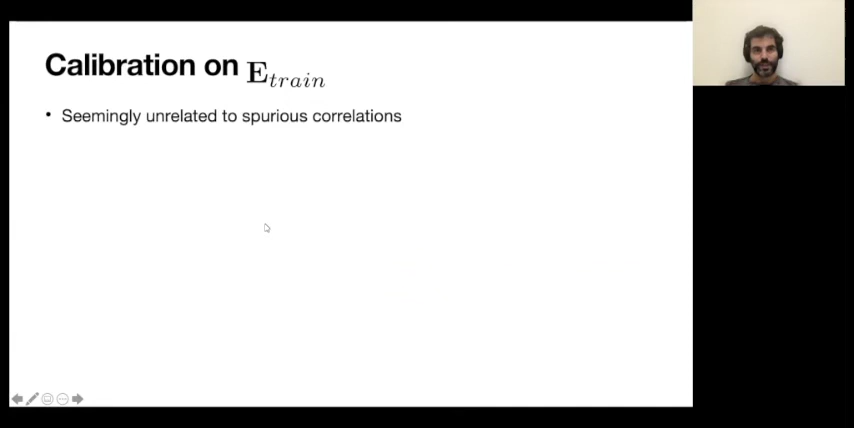 Calibration on E_train
• Seemingly unrelated to spurious correlations